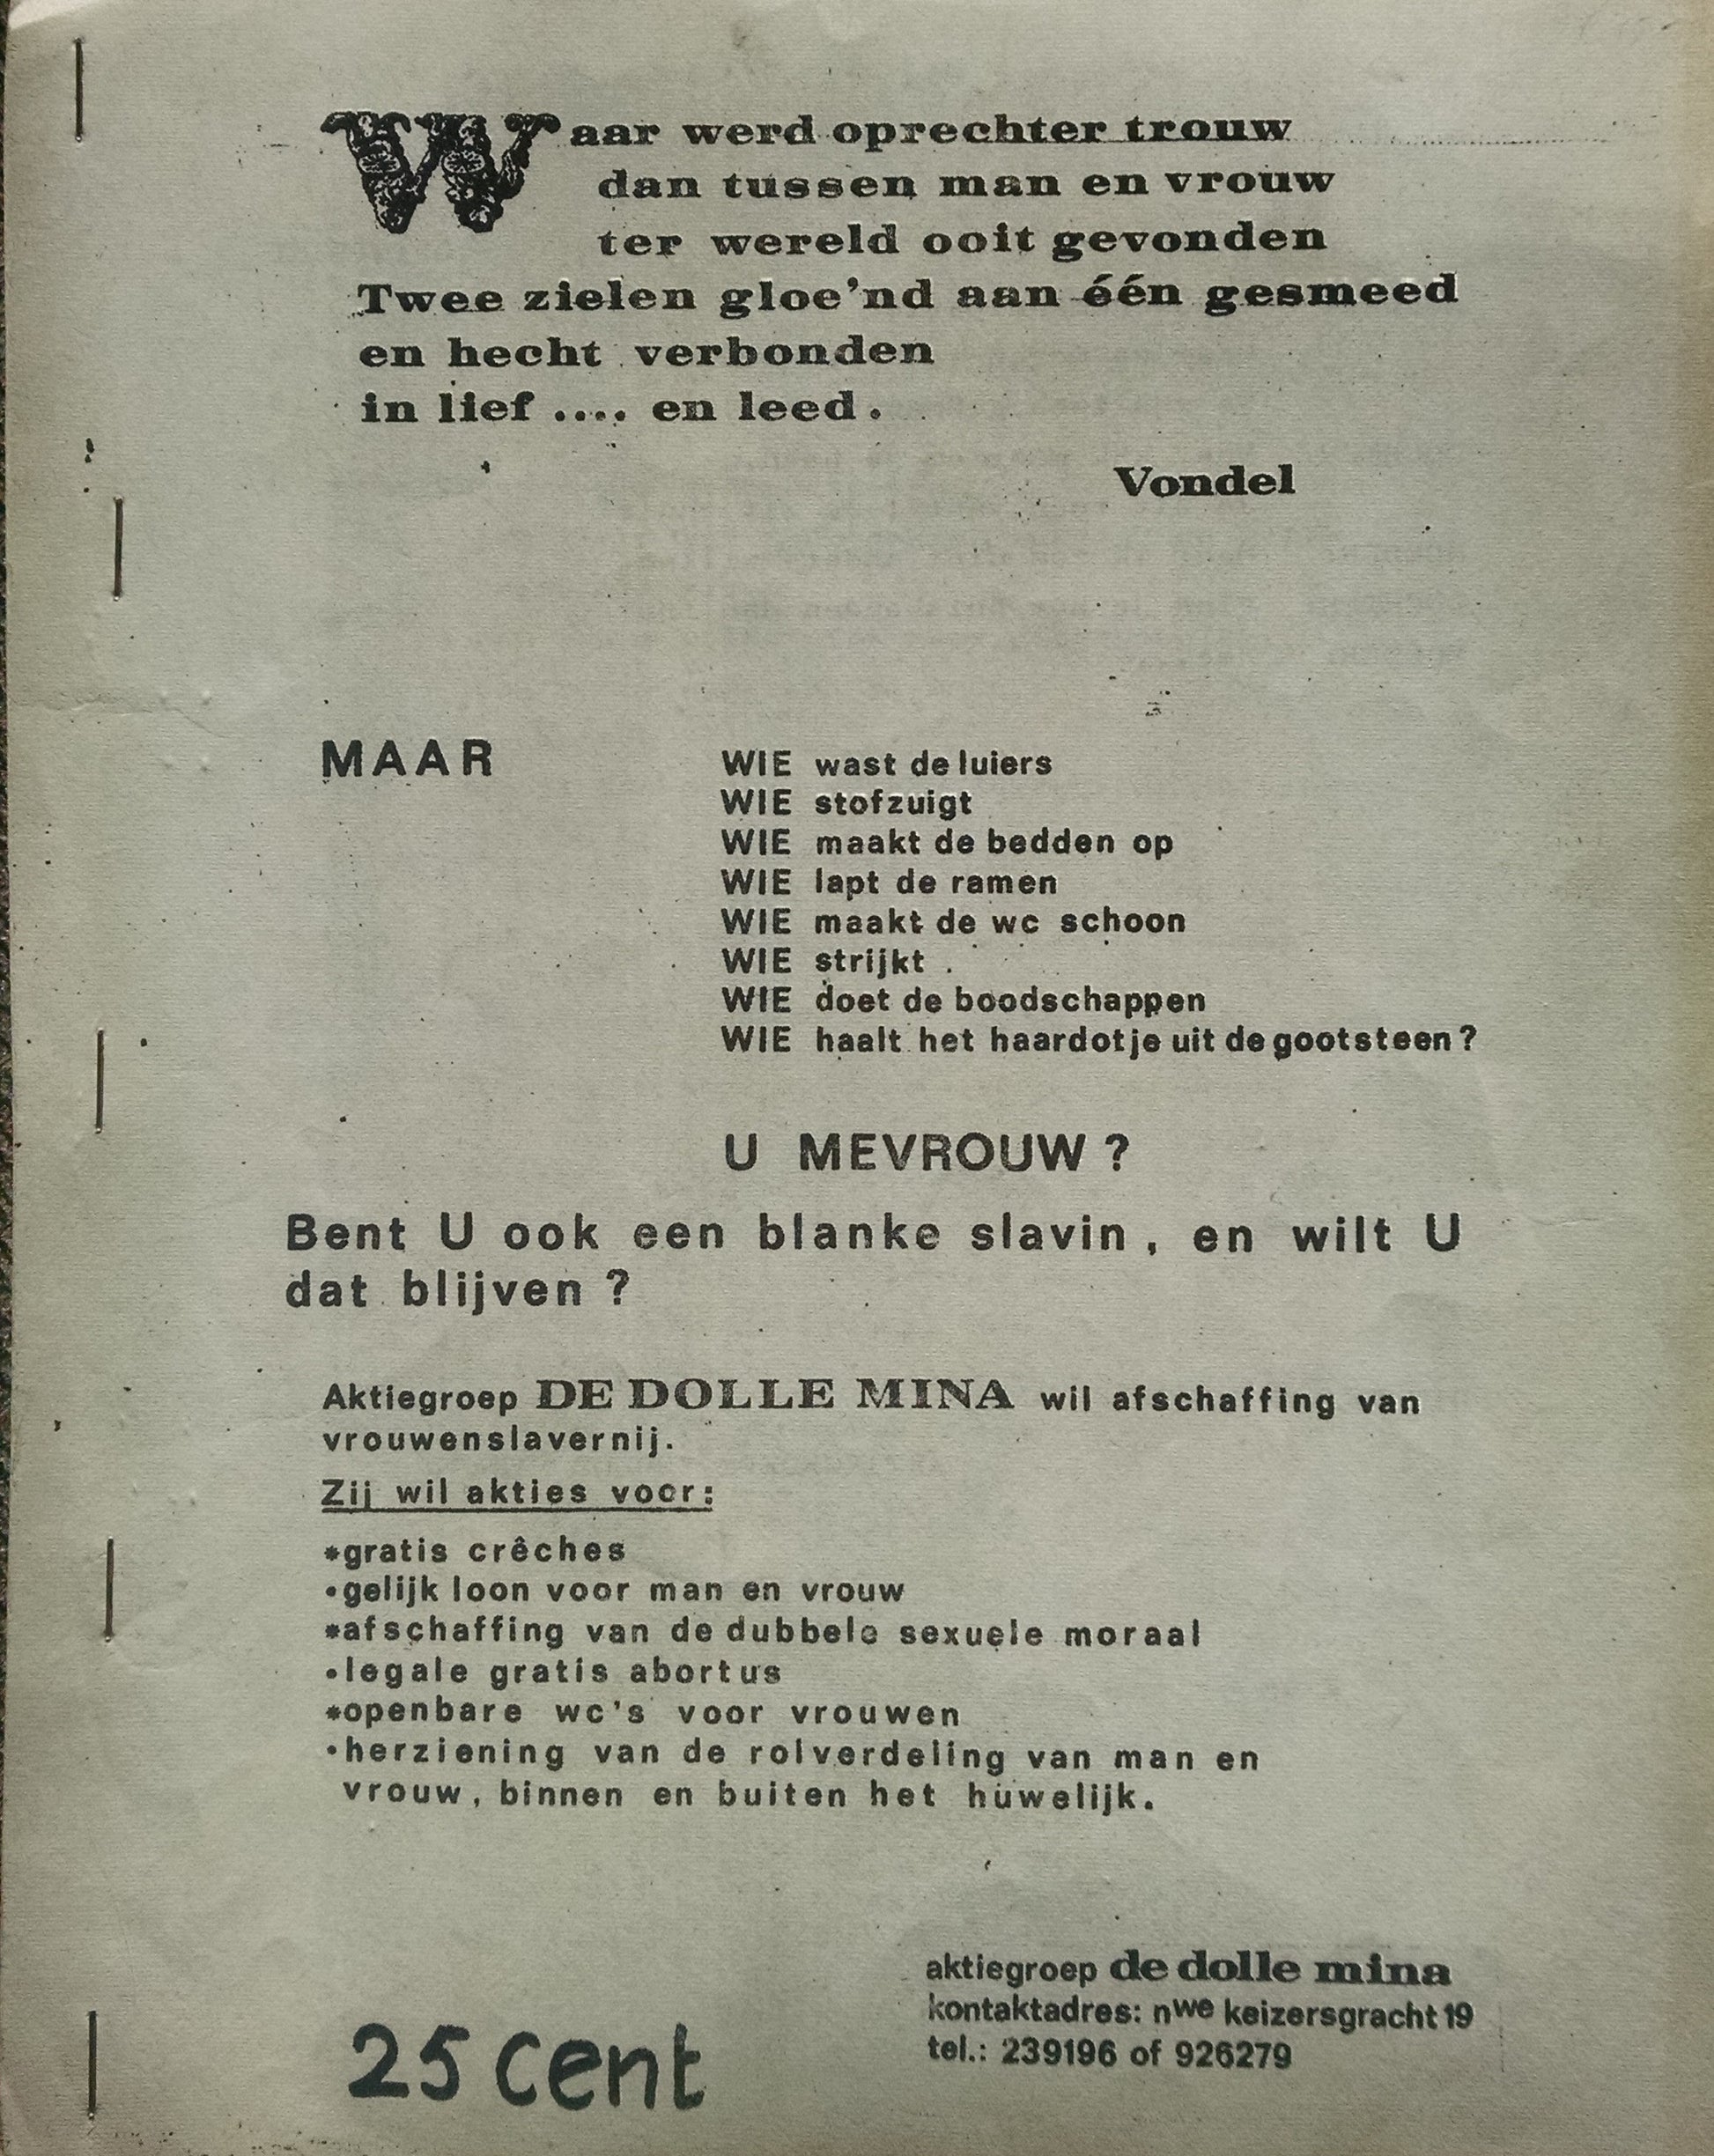 Waar werd oprechter trouw
dan tussen man en vrouw
ter wereld ooit gevonden
Twee zielen gloe'nd aan één gesmeed
en hecht verbonden
in lief .... en leed.
Vondel
MAAR
WIE wast de luiers
WIE stofzuigt
WIE maakt de bedden op
WIE lapt de ramen
WIE maakt de wc schoon
WIE strijkt
WIE doet de boodschappen
WIE haalt het haardotje uit de gootsteen?
U MEVROUW?
Bent U ook een blanke slavin, en wilt U
dat blijven?
Aktiegroep DE DOLLE MINA wil afschaffing van
vrouwenslavernij.
Zij wil akties voor:
*gratis crêches
•gelijk loon voor man en vrouw
*afschaffing van de dubbele sexuele moraal
•legale gratis abortus
*openbare wc's voor vrouwen
•herziening van de rolverdeling van man en
vrouw, binnen en buiten het huwelijk.
aktiegroep de dolle mina
kontaktadres: nwe keizersgracht 19
tel.: 239196 of 926279
25 cent